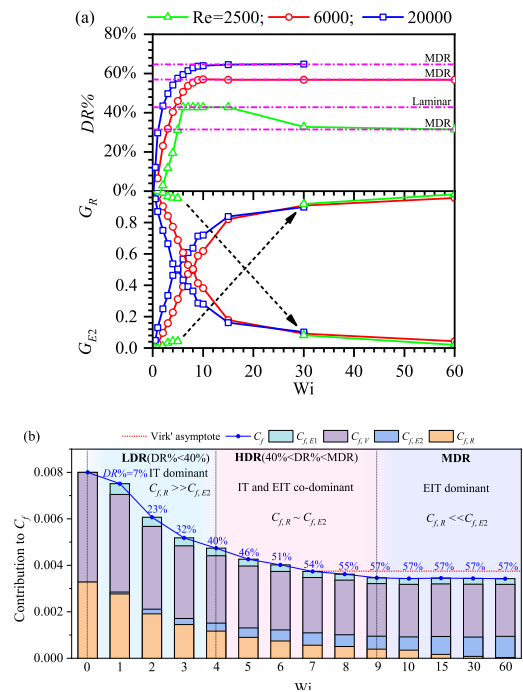 (a)
Re=2500; 6000; 20000
80%
60%
40%
20%
0%
DR%
MDR
MDR
Laminar
MDR
G_R
G_E2
0.8
0.6
0.4
0.2
0.0
0 10 20 30 40 50 60
Wi
(b)
Virk' asymptote C_f C_f, E1 C_f, V C_f, E2 C_f, R
LDR(DR%<40%) HDR(40%<DR%<MDR) MDR
DR%=7% IT dominant
C_f, R >>C_f, E2
IT and EIT co-dominant
C_f, R ~ C_f, E2
EIT dominant
C_f, R <<C_f, E2
23%
32%
40%
46%
51%
54%
55%
57% 57% 57% 57% 57%
0.008
0.006
0.004
0.002
0.000
Contribution to C_f
0 1 2 3 4 5 6 7 8 9 10 15 30 60
Wi